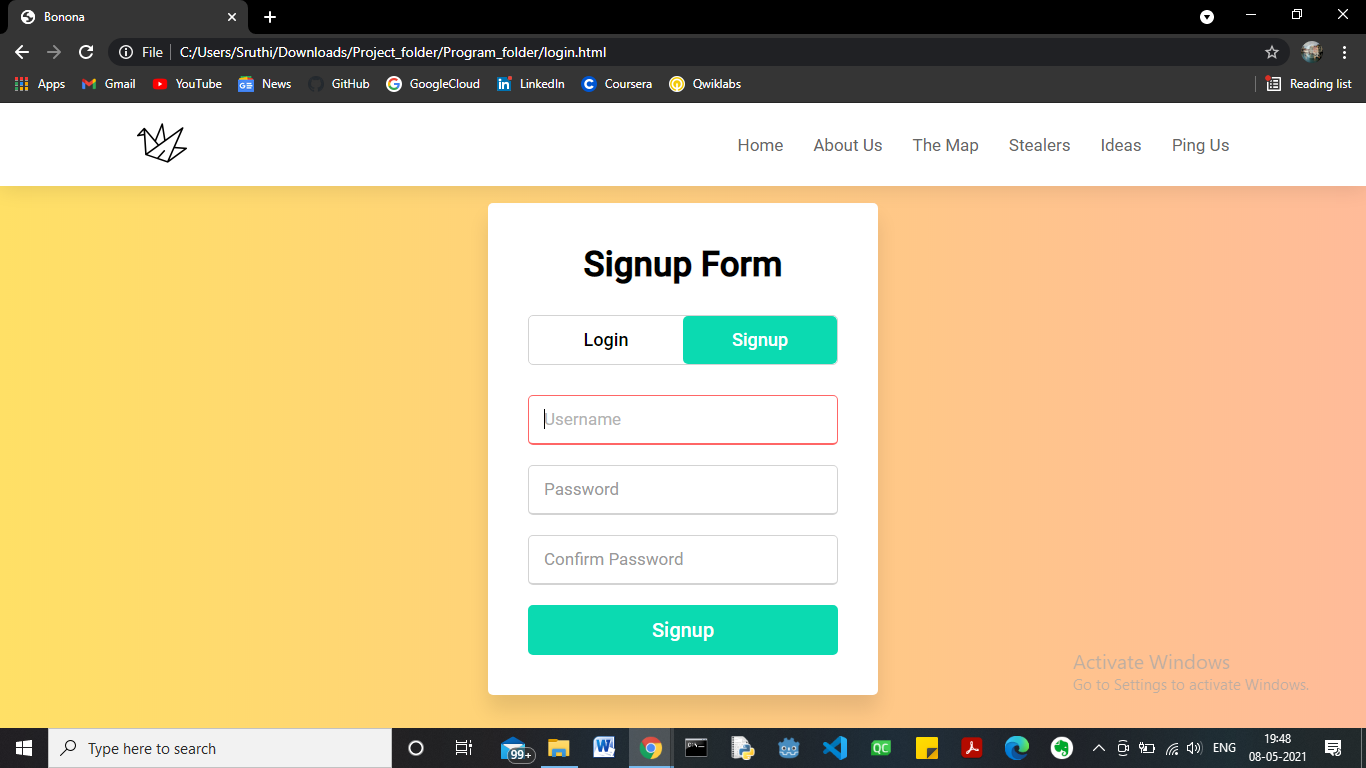 Bonona
File C:/Users/Sruthi/Downloads/Project_folder/Program_folder/login.html
Apps Gmail YouTube News GitHub GoogleCloud LinkedIn Coursera Qwiklabs Reading list
Home About Us The Map Stealers Ideas Ping Us
Signup Form
Login Signup
Username
Password
Confirm Password
Signup
Activate Windows
Go to Settings to activate Windows.
Type here to search
99+
QC
ENG
19:48
08-05-2021